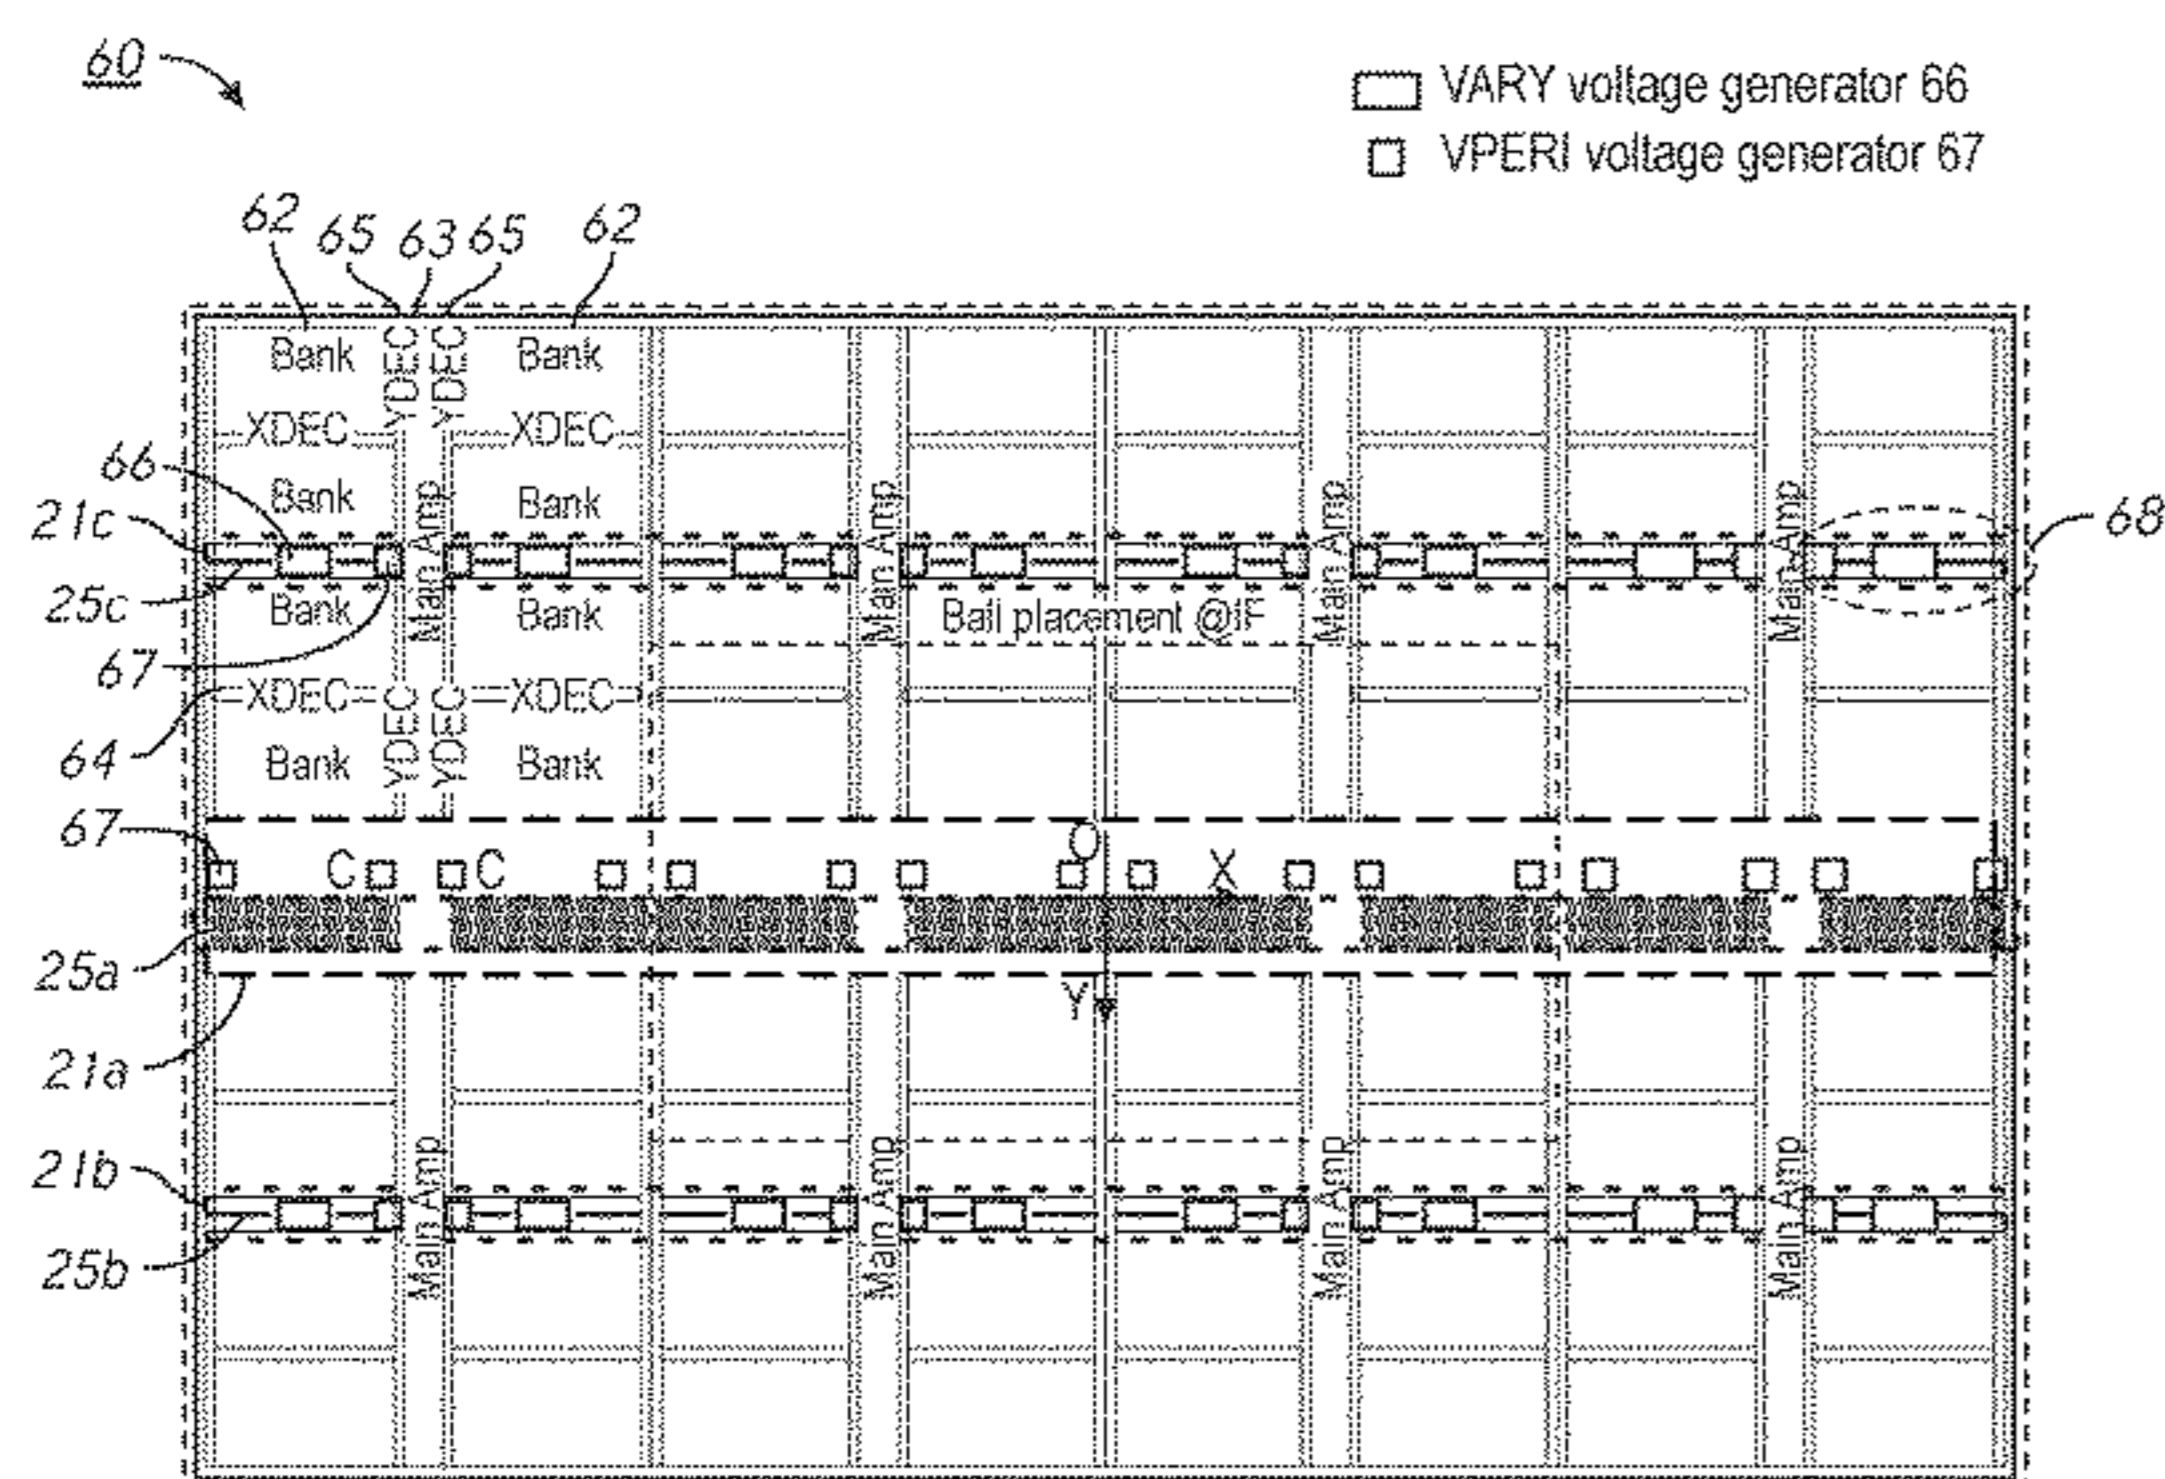 60
VARY voltage generator 66
VPERI voltage generator 67
62 65 63 65 62
Bank YDEC YDEC Bank
XDEC XDEC
66
Bank Bank
21c
Main Amp Main Amp Main Amp Main Amp
68
25c
Bank Bank
Ball placement @IF
67
XDEC XDEC
64
YDEC YDEC
Bank Bank
67
O
C C X
25a
Y
21a
21b
Main Amp Main Amp Main Amp Main Amp
25b